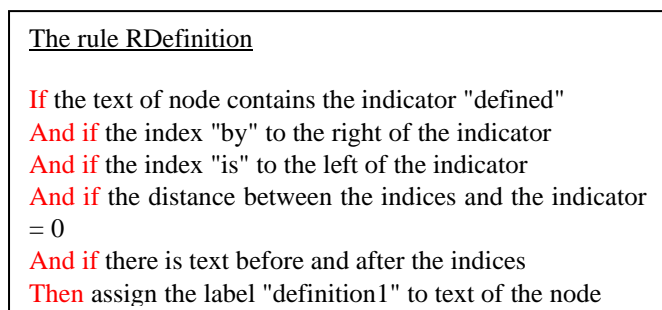 The rule RDefinition
If the text of node contains the indicator "defined"
And if the index "by" to the right of the indicator
And if the index "is" to the left of the indicator
And if the distance between the indices and the indicator
= 0
And if there is text before and after the indices
Then assign the label "definition1" to text of the node